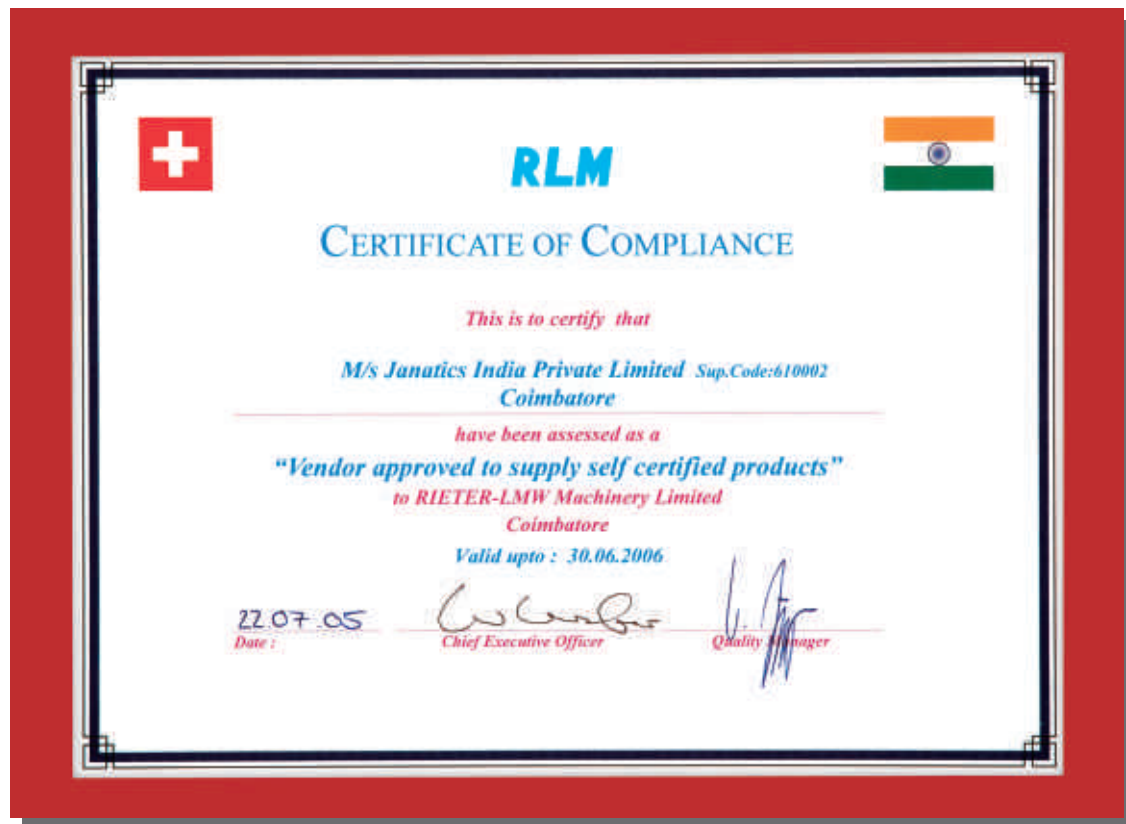 RLM
CERTIFICATE OF COMPLIANCE
This is to certify that
M/s Janatics India Private Limited Sup.Code:610002
Coimbatore
have been assessed as a
“Vendor approved to supply self certified products”
to RIETER-LMW Machinery Limited
Coimbatore
Valid upto : 30.06.2006
22.07.05
Date :
Chief Executive Officer
Quality Manager